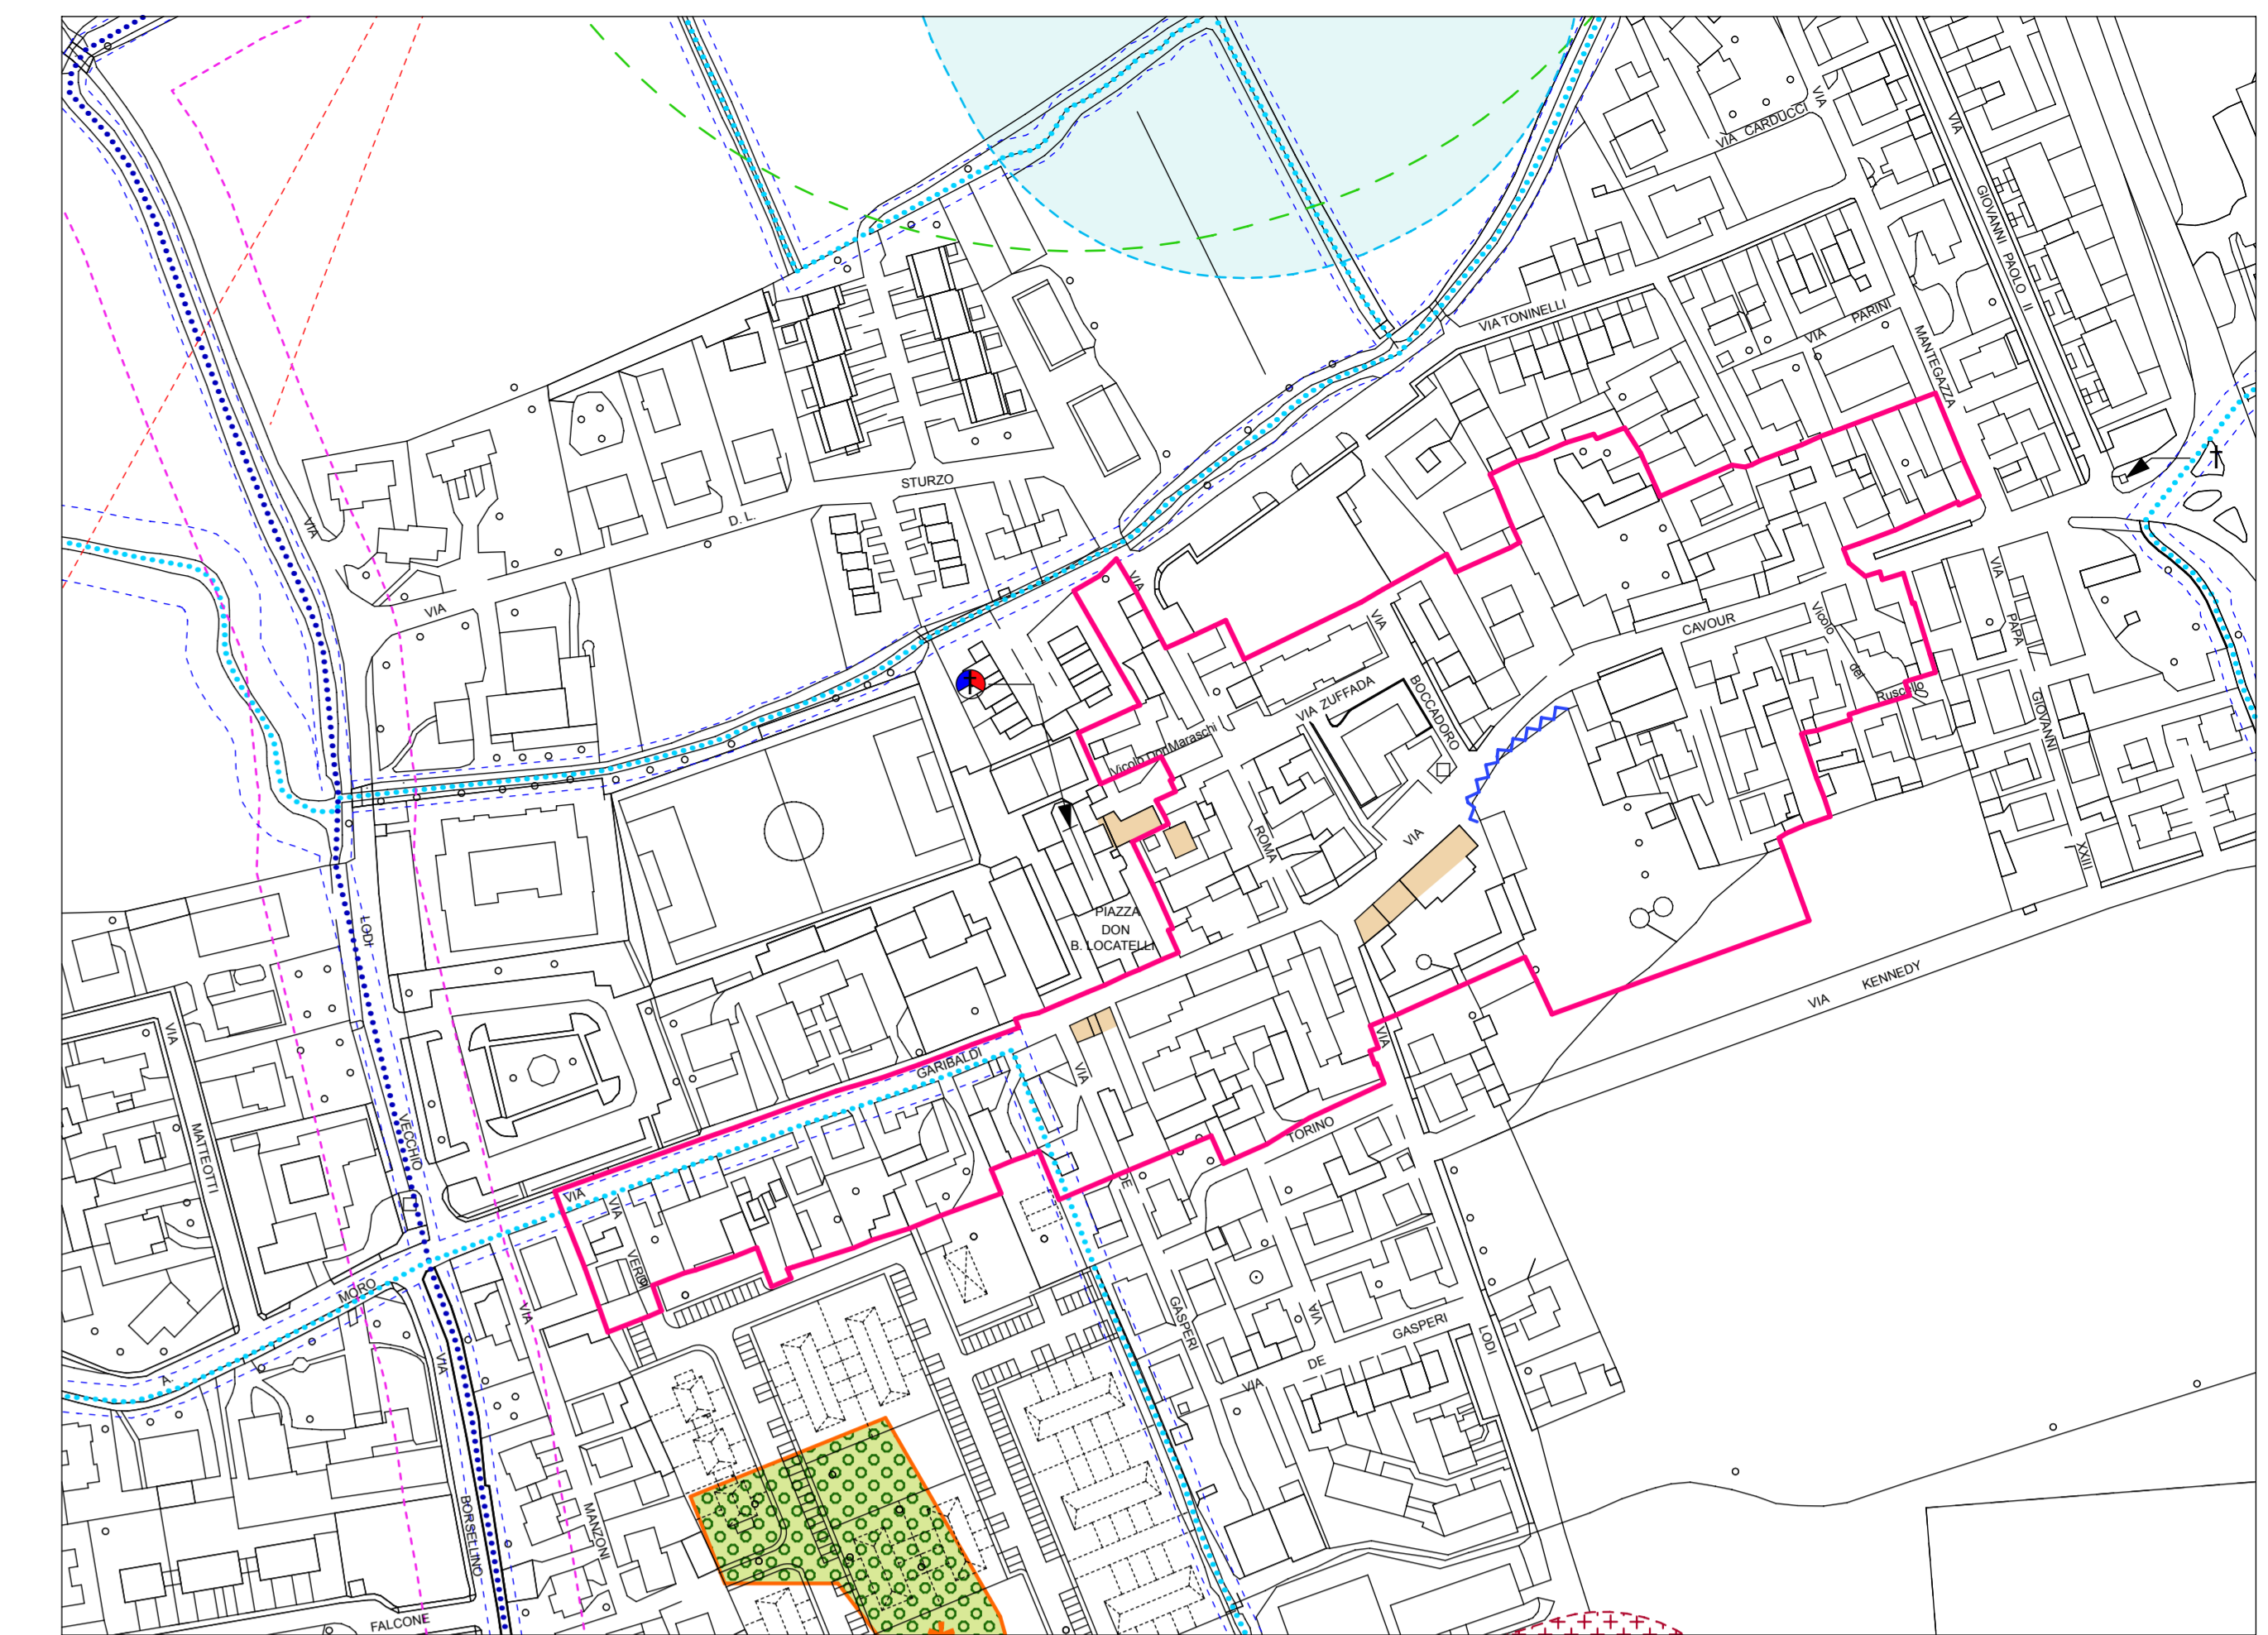 VIA
VIA CARDUCCI
VIA
GIOVANNI PAOLO II
VIA TONINELLI
VIA PARINI
MANTEGAZZA
STURZO
D. L.
VIA
VIA
VIA
VIA
VIA ZUFFADA
BOCCADORO
CAVOUR
Vicolo
del
Ruscello
VIA
PAPA
GIOVANNI
XXIII
Vicolo Don Maraschi
ROMA
VIA
PIAZZA
DON
B. LOCATELLI
LODI
VECCHIO
VIA KENNEDY
VIA
MATTEOTTI
GARIBALDI
VIA
VIA
TORINO
DE
VIA
VIA
VERDI
MORO
A.
VIA
VIA
GASPERI
VIA
GASPERI
DE
VIA
LODI
BORSELLINO
MANZONI
FALCONE